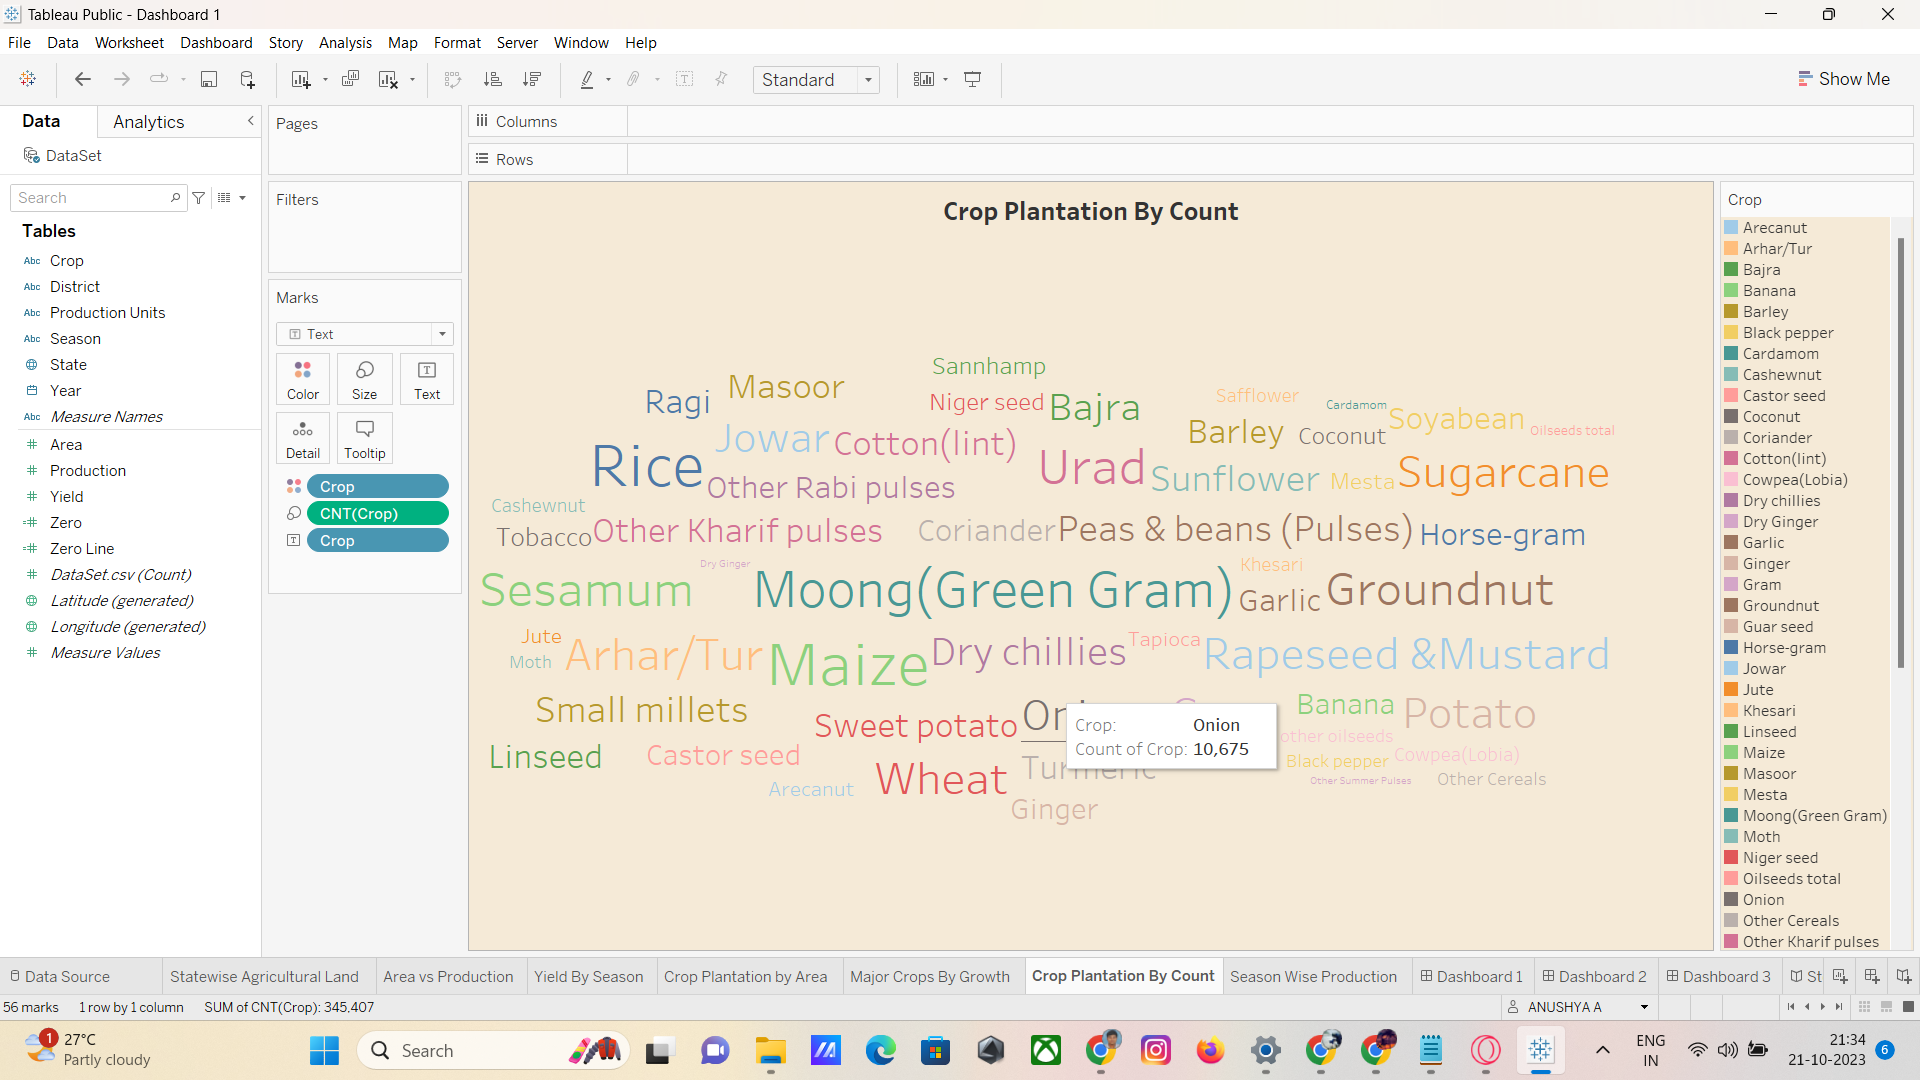 Tableau Public - Dashboard 1
File Data Worksheet Dashboard Story Analysis Map Format Server Window Help
Standard
Show Me
Data
Analytics
DataSet
Search
Tables
Abc Crop
Abc District
Abc Production Units
Abc Season
State
Year
Abc Measure Names
Area
Production
Yield
Zero
Zero Line
DataSet.csv (Count)
Latitude (generated)
Longitude (generated)
Measure Values
Pages
Filters
Marks
Text
Color Size Text
Detail Tooltip
Crop
CNT(Crop)
Crop
Columns
Rows
Crop Plantation By Count
Sannhamp
Ragi Masoor Niger seed Bajra Safflower Cardamom Soyabean Oilseeds total
Jowar Cotton(lint) Barley Coconut
Rice Urad Sunflower Mesta Sugarcane
Other Rabi pulses
Cashewnut
Tobacco Other Kharif pulses Coriander Peas & beans (Pulses) Horse-gram
Dry Ginger Khesari
Sesamum Moong(Green Gram) Garlic Groundnut
Jute Arhar/Tur Maize Dry chillies Tapioca Rapeseed &Mustard
Moth
Small millets Sweet potato Banana Potato
Crop: Onion
Count of Crop: 10,675
other oilseeds
Linseed Castor seed Turmeric Black pepper Cowpea(Lobia)
Arecanut Wheat Other Summer Pulses Other Cereals
Ginger
Crop
Arecanut
Arhar/Tur
Bajra
Banana
Barley
Black pepper
Cardamom
Cashewnut
Castor seed
Coconut
Coriander
Cotton(lint)
Cowpea(Lobia)
Dry chillies
Dry Ginger
Garlic
Ginger
Gram
Groundnut
Guar seed
Horse-gram
Jowar
Jute
Khesari
Linseed
Maize
Masoor
Mesta
Moong(Green Gram)
Moth
Niger seed
Oilseeds total
Onion
Other Cereals
Other Kharif pulses
Data Source Statewise Agricultural Land Area vs Production Yield By Season Crop Plantation by Area Major Crops By Growth Crop Plantation By Count Season Wise Production Dashboard 1 Dashboard 2 Dashboard 3 St
56 marks 1 row by 1 column SUM of CNT(Crop): 345,407
ANUSHYA A
1
27°C
Partly cloudy
Search
ENG
IN
21:34
21-10-2023
6